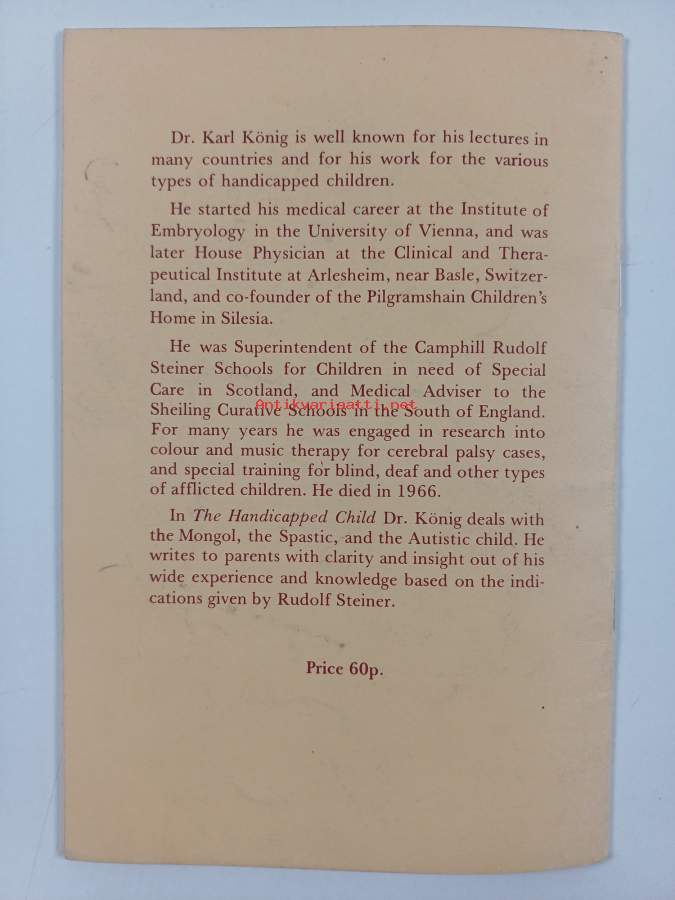 Dr. Karl König is well known for his lectures in
many countries and for his work for the various
types of handicapped children.
He started his medical career at the Institute of
Embryology in the University of Vienna, and was
later House Physician at the Clinical and Thera-
peutical Institute at Arlesheim, near Basle, Switzer-
land, and co-founder of the Pilgramshain Children's
Home in Silesia.
He was Superintendent of the Camphill Rudolf
Steiner Schools for Children in need of Special
Care in Scotland, and Medical Adviser to the
Antikvariaatti.net
Sheiling Curative Schools in the South of England.
For many years he was engaged in research into
colour and music therapy for cerebral palsy cases,
and special training for blind, deaf and other types
of afflicted children. He died in 1966.
In The Handicapped Child Dr. König deals with
the Mongol, the Spastic, and the Autistic child. He
writes to parents with clarity and insight out of his
wide experience and knowledge based on the indi-
cations given by Rudolf Steiner.
Price 60p.